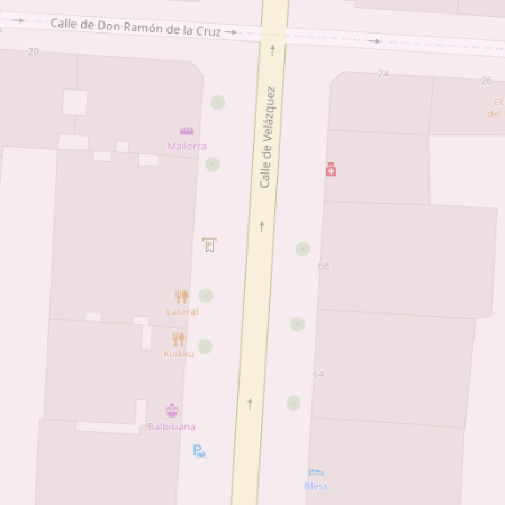 Calle de Don Ramón de la Cruz
26
24
26
El
del
Mallorca
Calle de Velázquez
66
Lateral
Kuikku
64
Balbisiana
Bless